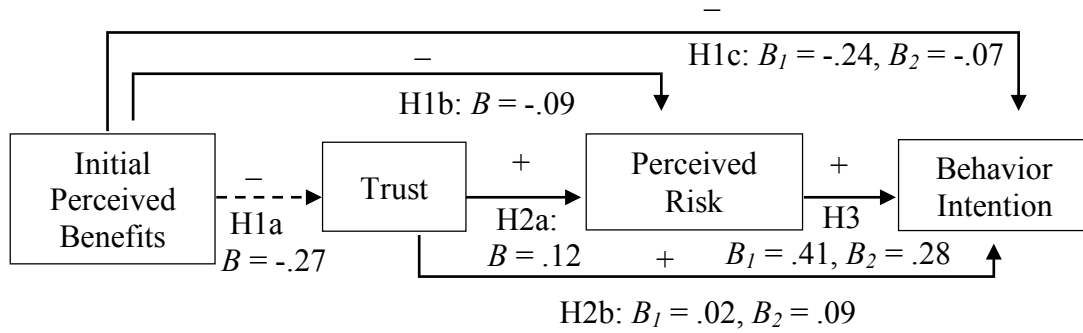 –
H1c: B1 = -.24, B2 = -.07
–
H1b: B = -.09
Initial
Perceived
Benefits
–
H1a
B = -.27
Trust
+
H2a:
B = .12
Perceived
Risk
+
H3
B1 = .41, B2 = .28
Behavior
Intention
+
H2b: B1 = .02, B2 = .09